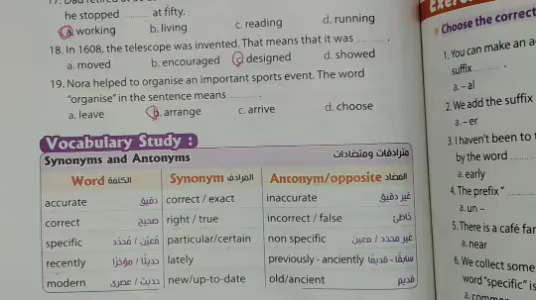 he stopped ........ at fifty.
a. working b. living c. reading d. running
18. In 1608, the telescope was invented. That means that it was ........ .
a. moved b. encouraged c. designed d. showed
19. Nora helped to organise an important sports event. The word
"organise" in the sentence means ........ .
a. leave b. arrange c. arrive d. choose
Vocabulary Study :
Synonyms and Antonyms مترادفات ومتضادات
Word الكلمة Synonym المرادف Antonym/opposite المضاد
accurate دقيق correct / exact inaccurate غير دقيق
correct صحيح right / true incorrect / false خاطئ
specific معين / محدد particular/certain non specific غير محدد / معين
recently حديثًا / مؤخرًا lately previously - anciently سابقًا - قديمًا
modern حديث / عصرى new/up-to-date old/ancient قديم
Choose the correct
1. You can make an a
suffix ........ .
a. – al
2. We add the suffix
a. – er
3. I haven't been to
by the word ........
a. early
4. The prefix "
a. un –
5. There is a café far
a. near
6. We collect some
word "specific" is
a. common